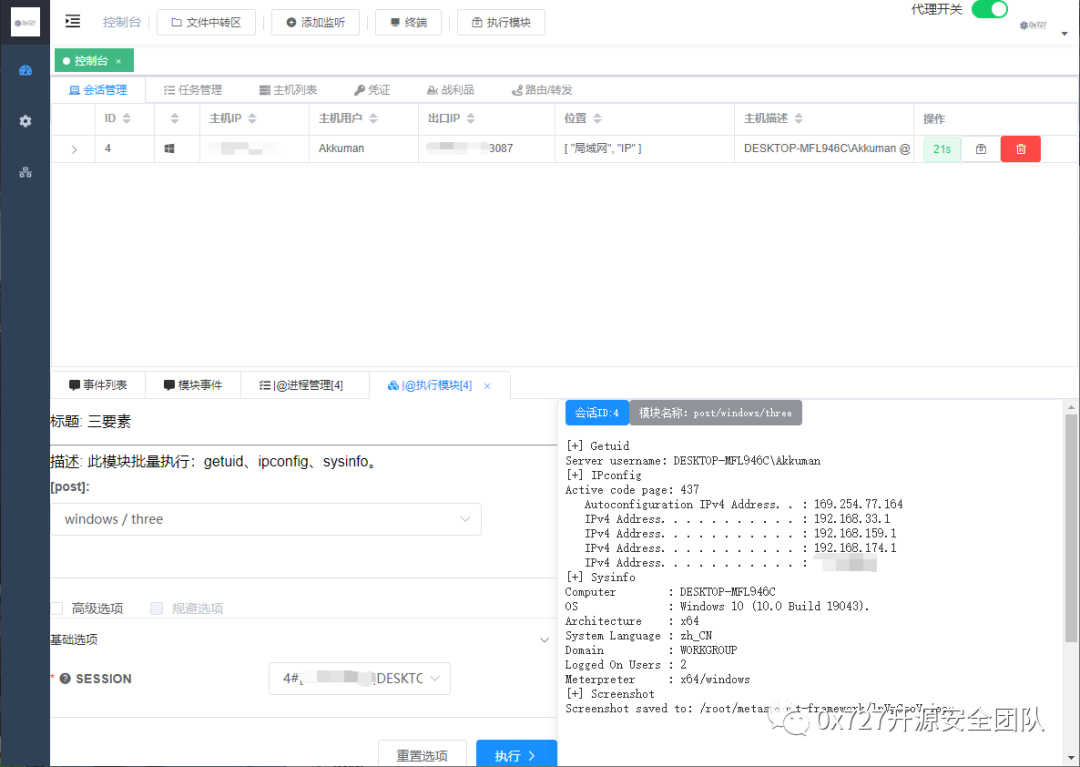 0x727
控制台
文件中转区
添加监听
终端
执行模块
代理开关
0x727
控制台 ×
会话管理
任务管理
主机列表
凭证
战利品
路由/转发
ID
主机IP
主机用户
出口IP
位置
主机描述
操作
4
Akkuman
3087
[ "局域网", "IP" ]
DESKTOP-MFL946C\Akkuman @
21s
事件列表
模块事件
|@进程管理[4]
|@执行模块[4] ×
标题: 三要素
描述: 此模块批量执行：getuid、ipconfig、sysinfo。
[post]:
windows / three
高级选项
规避选项
基础选项
* SESSION
4#
DESKTC
重置选项
执行
会话ID:4
模块名称: post/windows/three
[+] Getuid
Server username: DESKTOP-MFL946C\Akkuman
[+] IPconfig
Active code page: 437
Autoconfiguration IPv4 Address. . : 169.254.77.164
IPv4 Address. . . . . . . . . . . : 192.168.33.1
IPv4 Address. . . . . . . . . . . : 192.168.159.1
IPv4 Address. . . . . . . . . . . : 192.168.174.1
IPv4 Address. . . . . . . . . . . :
[+] Sysinfo
Computer : DESKTOP-MFL946C
OS : Windows 10 (10.0 Build 19043).
Architecture : x64
System Language : zh_CN
Domain : WORKGROUP
Logged On Users : 2
Meterpreter : x64/windows
[+] Screenshot
Screenshot saved to:
0x727开源安全团队